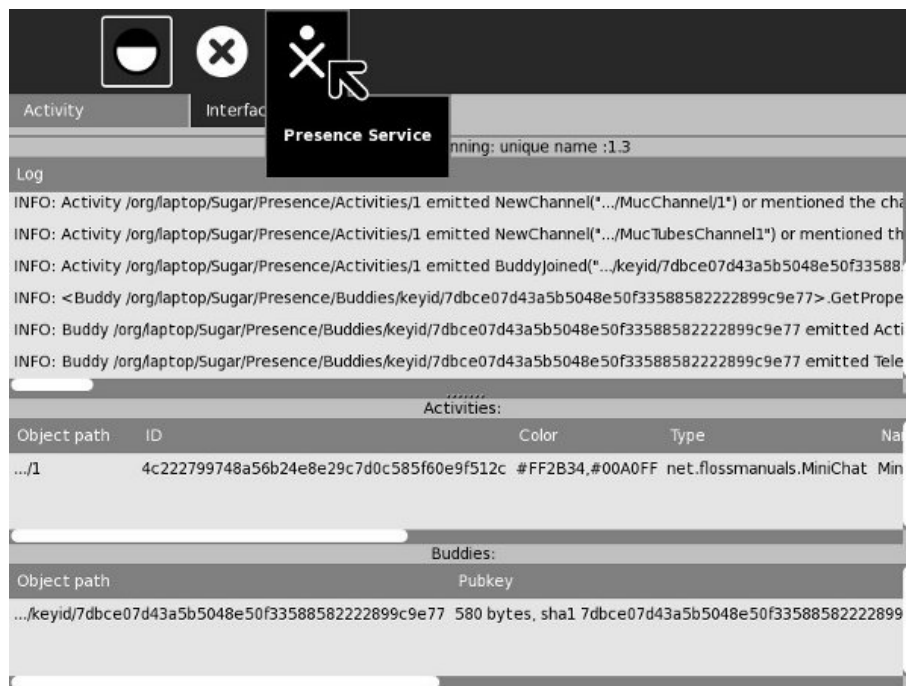 Activity Interfac
Presence Service
nning: unique name :1.3
Log
INFO: Activity /org/laptop/Sugar/Presence/Activities/1 emitted NewChannel(".../MucChannel/1") or mentioned the cha
INFO: Activity /org/laptop/Sugar/Presence/Activities/1 emitted NewChannel(".../MucTubesChannel1") or mentioned th
INFO: Activity /org/laptop/Sugar/Presence/Activities/1 emitted BuddyJoined(".../keyid/7dbce07d43a5b5048e50f33588
INFO: <Buddy /org/laptop/Sugar/Presence/Buddies/keyid/7dbce07d43a5b5048e50f33588582222899c9e77>.GetPrope
INFO: Buddy /org/laptop/Sugar/Presence/Buddies/keyid/7dbce07d43a5b5048e50f33588582222899c9e77 emitted Acti
INFO: Buddy /org/laptop/Sugar/Presence/Buddies/keyid/7dbce07d43a5b5048e50f33588582222899c9e77 emitted Tele
Activities:
Object path ID Color Type Nai
.../1 4c222799748a56b24e8e29c7d0c585f60e9f512c #FF2B34,#00A0FF net.flossmanuals.MiniChat Min
Buddies:
Object path Pubkey
.../keyid/7dbce07d43a5b5048e50f33588582222899c9e77 580 bytes, sha1 7dbce07d43a5b5048e50f33588582222899